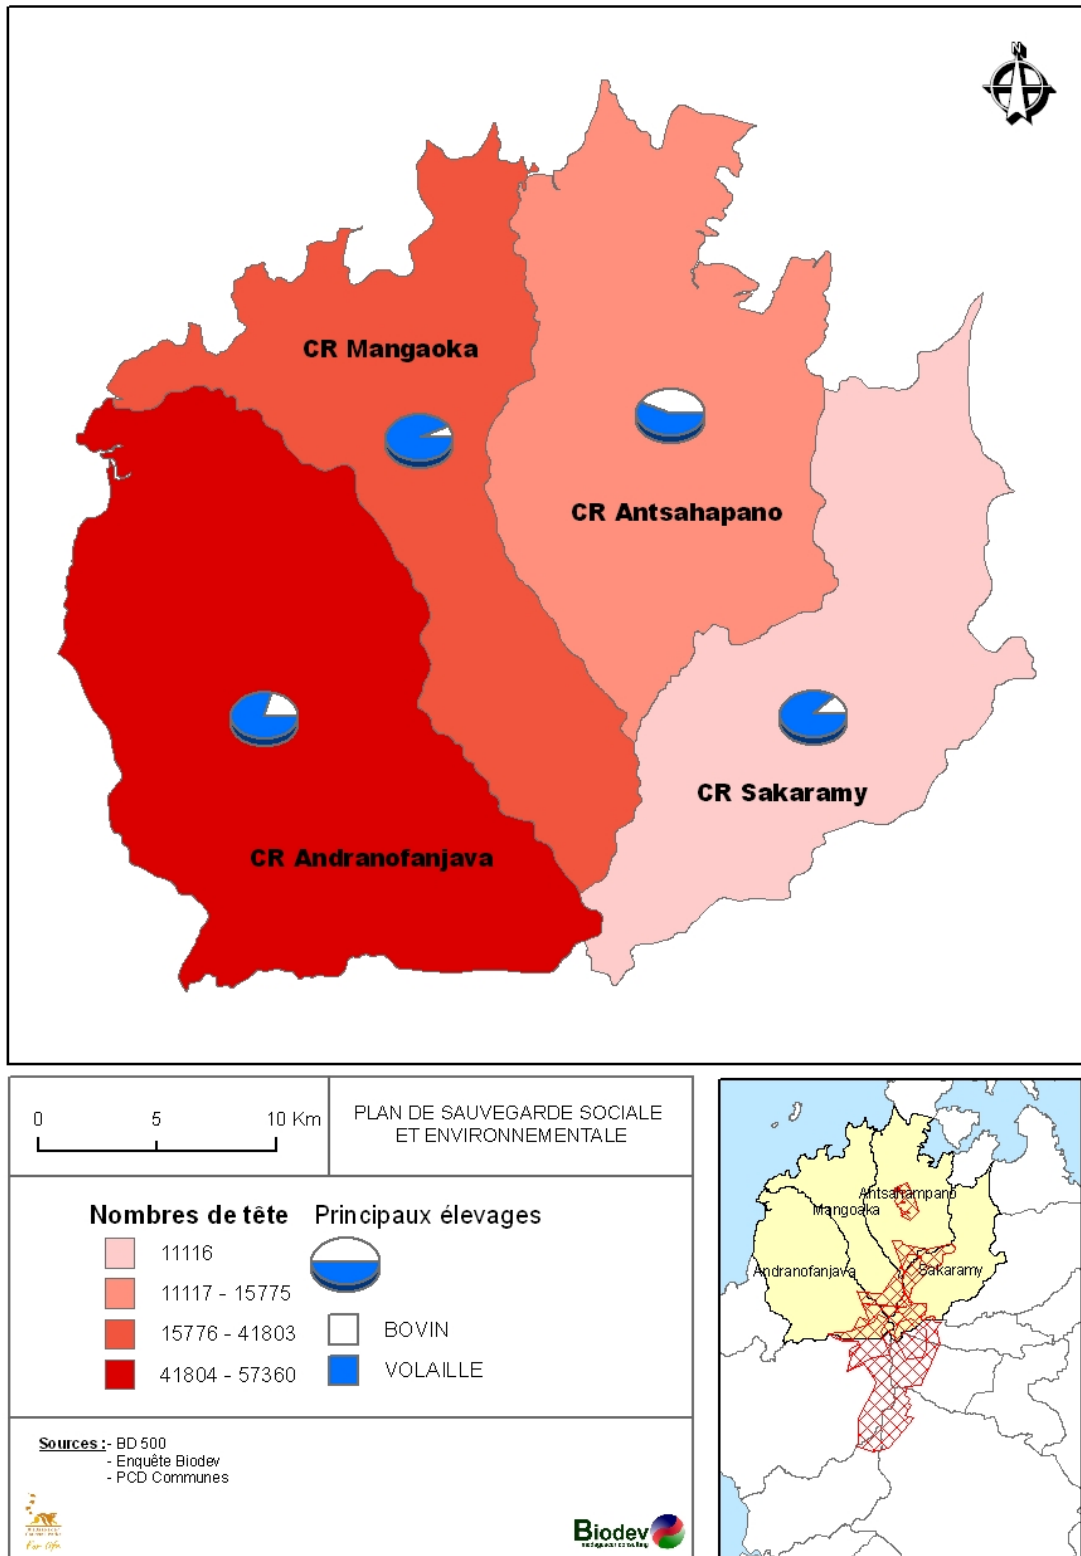 N
CR Mangaoka
CR Antsahapano
CR Sakaramy
CR Andranofanjava
0 5 10 Km
PLAN DE SAUVEGARDE SOCIALE
ET ENVIRONNEMENTALE
Nombres de tête
11116
11117 - 15775
15776 - 41803
41804 - 57360
Principaux élevages
BOVIN
VOLAILLE
Sources :- BD 500
- Enquête Biodev
- PCD Communes
Biodev
madagascar consulting
Antsahampano
Mangoaka
Andranofanjava
Sakaramy